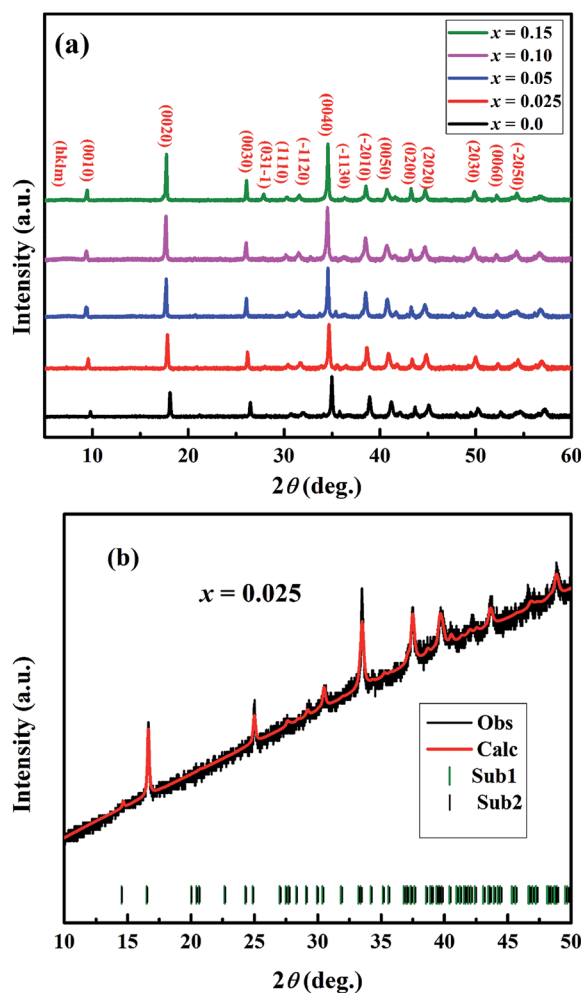 (a)
x = 0.15
x = 0.10
x = 0.05
x = 0.025
x = 0.0
(hklm)
(0010)
(0020)
(0030)
(031-1)
(1110)
(-1120)
(0040)
(-1130)
(-2010)
(0050)
(0200)
(2020)
(2030)
(0060)
(-2050)
Intensity (a.u.)
10 20 30 40 50 60
2θ (deg.)
(b)
x = 0.025
Obs
Calc
Sub1
Sub2
Intensity (a.u.)
10 15 20 25 30 35 40 45 50
2θ (deg.)